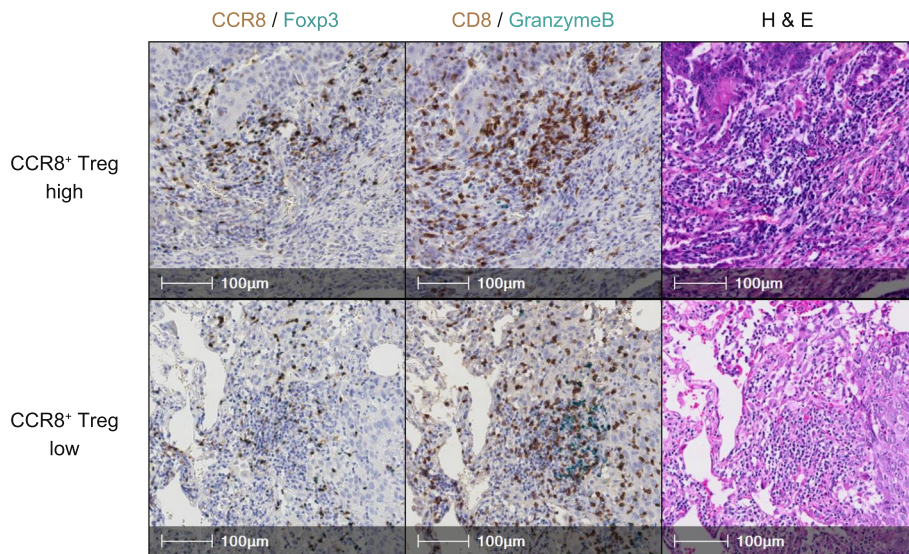 CCR8 / Foxp3
CD8 / GranzymeB
H & E
CCR8⁺ Treg
high
100µm
100µm
100µm
CCR8⁺ Treg
low
100µm
100µm
100µm